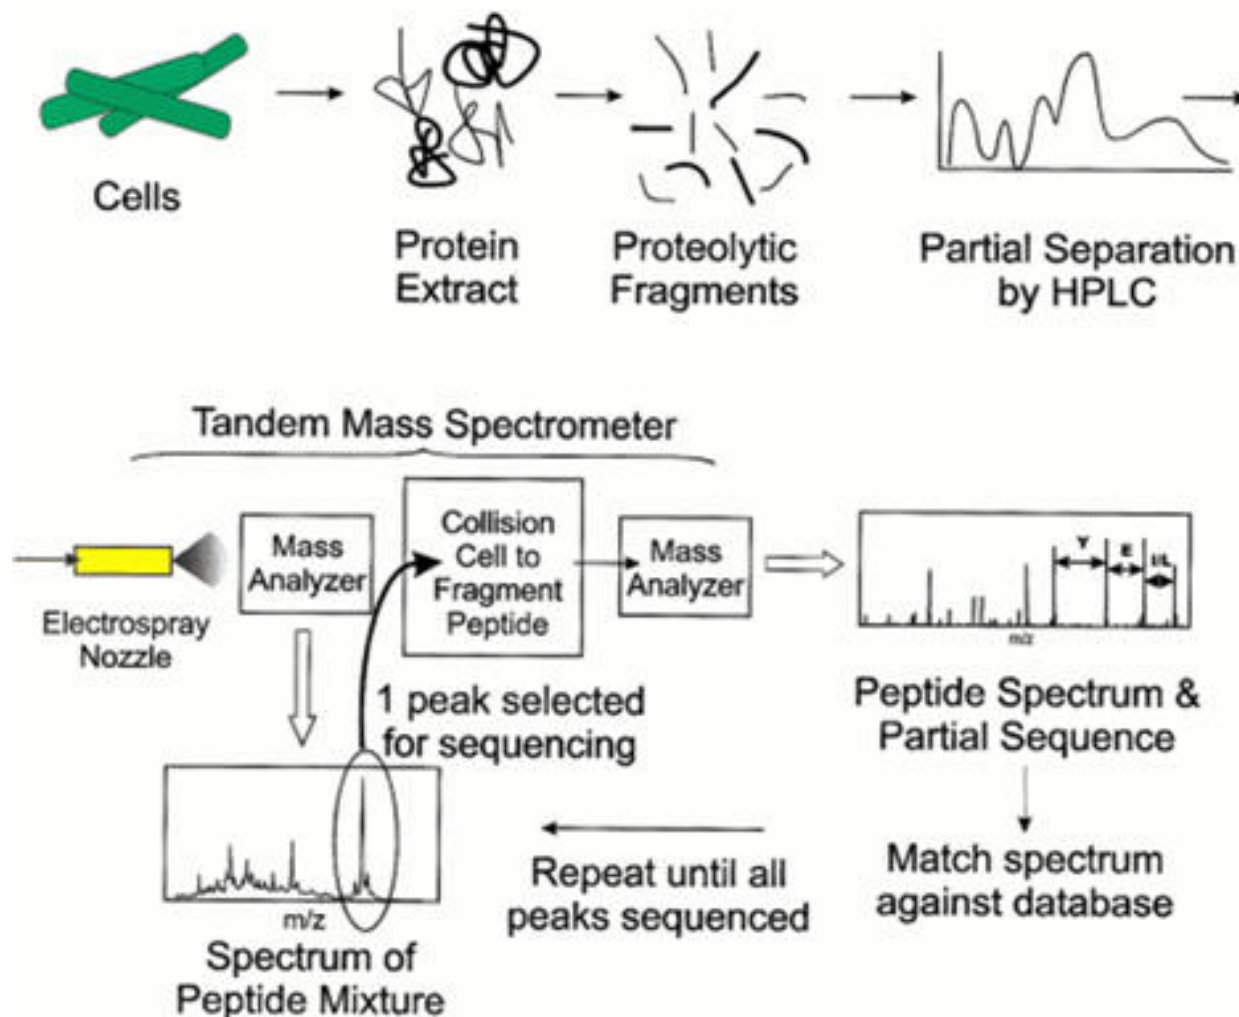 Cells
Protein
Extract
Proteolytic
Fragments
Partial Separation
by HPLC
Tandem Mass Spectrometer
Electrospray
Nozzle
Mass
Analyzer
Collision
Cell to
Fragment
Peptide
Mass
Analyzer
Y
E
I/L
m/z
Peptide Spectrum &
Partial Sequence
1 peak selected
for sequencing
m/z
Spectrum of
Peptide Mixture
Repeat until all
peaks sequenced
Match spectrum
against database